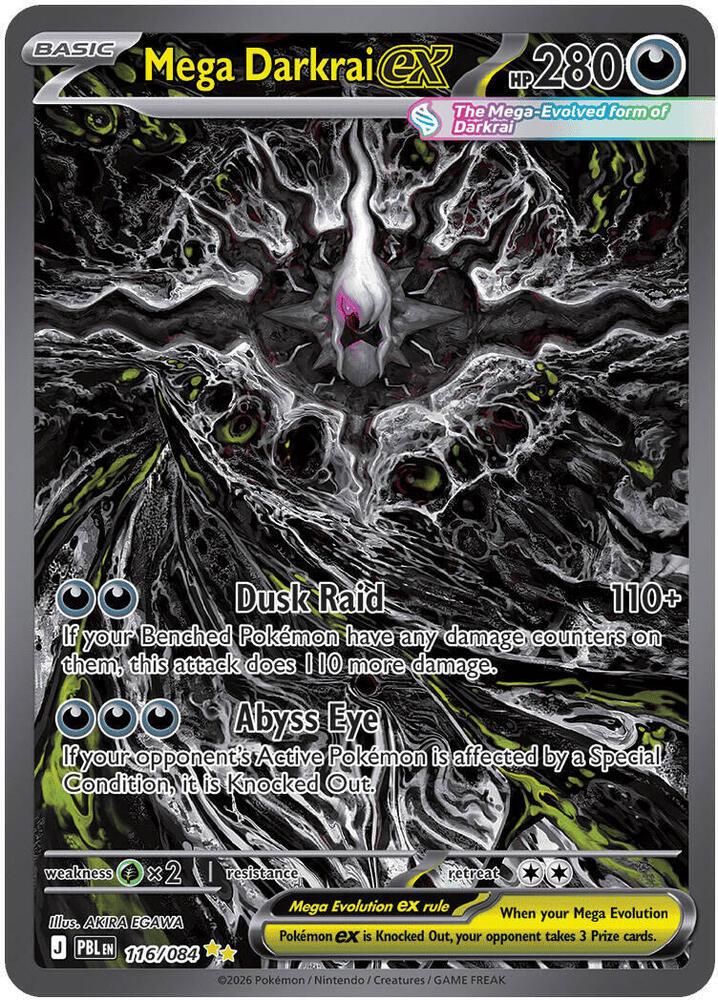 BASIC
Mega Darkrai ex
HP 280
The Mega-Evolved form of
Darkrai
Dusk Raid 110+
If your Benched Pokémon have any damage counters on
them, this attack does 110 more damage.
Abyss Eye
If your opponent's Active Pokémon is affected by a Special
Condition, it is Knocked Out.
weakness ×2 resistance retreat
Illus. AKIRA EGAWA
Mega Evolution ex rule
When your Mega Evolution
Pokémon ex is Knocked Out, your opponent takes 3 Prize cards.
J PBL EN 116/084
©2026 Pokémon / Nintendo / Creatures / GAME FREAK